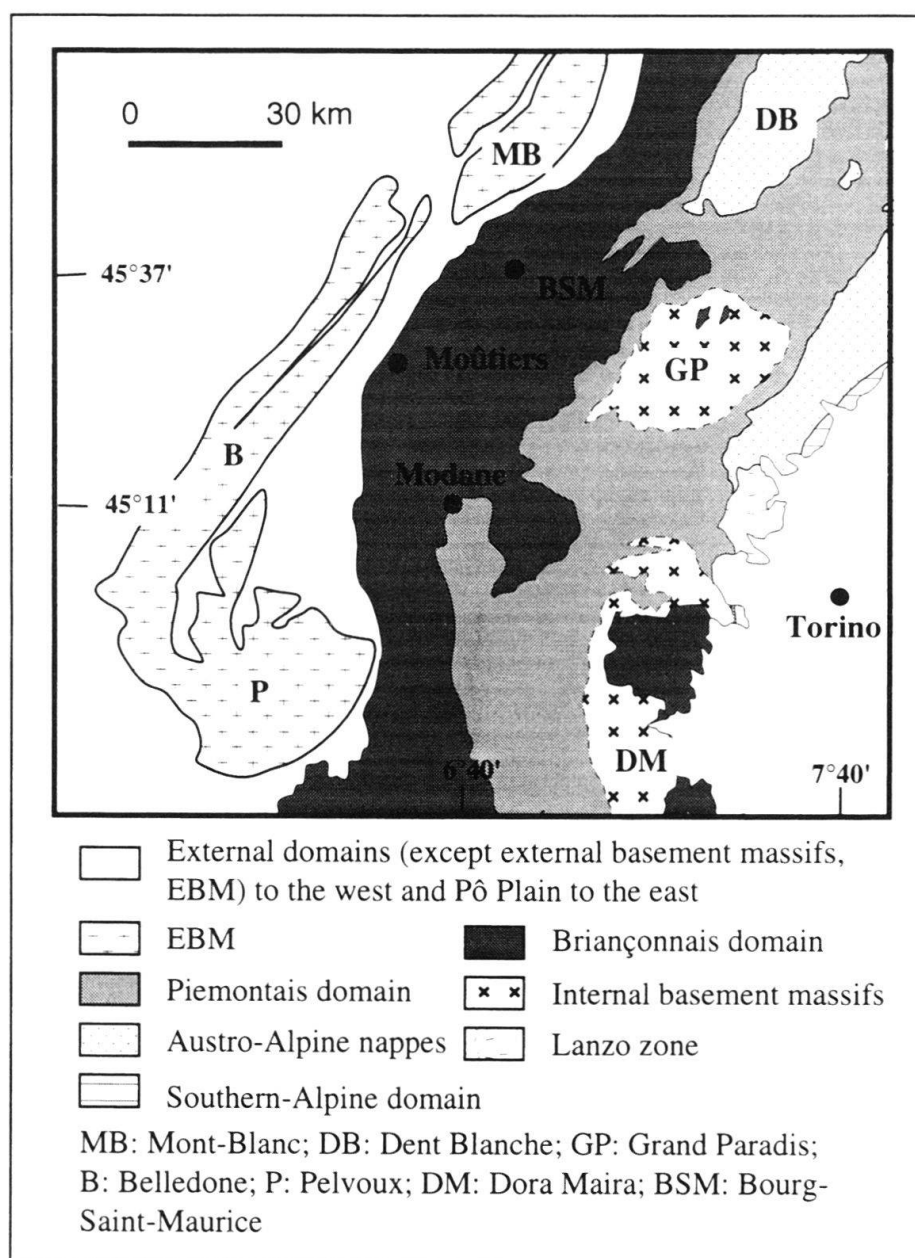 0 30 km
DB
MB
45°37'
BSM
Moûtiers
GP
B
Modane
45°11'
Torino
P
6°40'
DM
7°40'
External domains (except external basement massifs,
EBM) to the west and Pô Plain to the east
EBM
Briançonnais domain
Piemontais domain
Internal basement massifs
Austro-Alpine nappes
Lanzo zone
Southern-Alpine domain
MB: Mont-Blanc; DB: Dent Blanche; GP: Grand Paradis;
B: Belledone; P: Pelvoux; DM: Dora Maira; BSM: Bourg-
Saint-Maurice